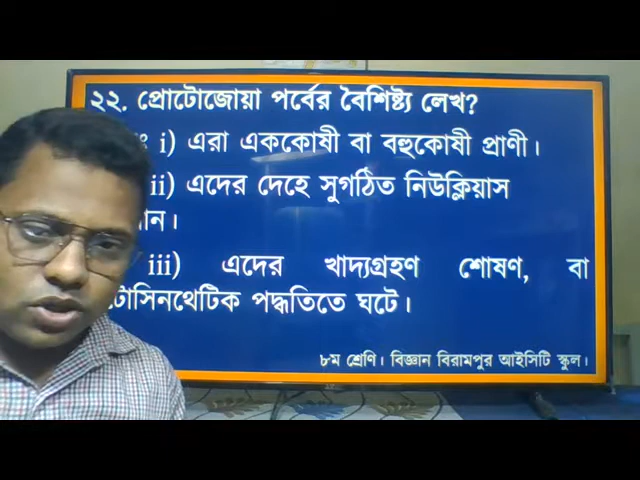 ২২. প্রোটোজোয়া পর্বের বৈশিষ্ট্য লেখ?
ঃ i) এরা এককোষী বা বহুকোষী প্রাণী।
ii) এদের দেহে সুগঠিত নিউক্লিয়াস
ান।
iii) এদের খাদ্যগ্রহণ শোষণ, বা
টোসিনথেটিক পদ্ধতিতে ঘটে।
৮ম শ্রেণি। বিজ্ঞান বিরামপুর আইসিটি স্কুল।